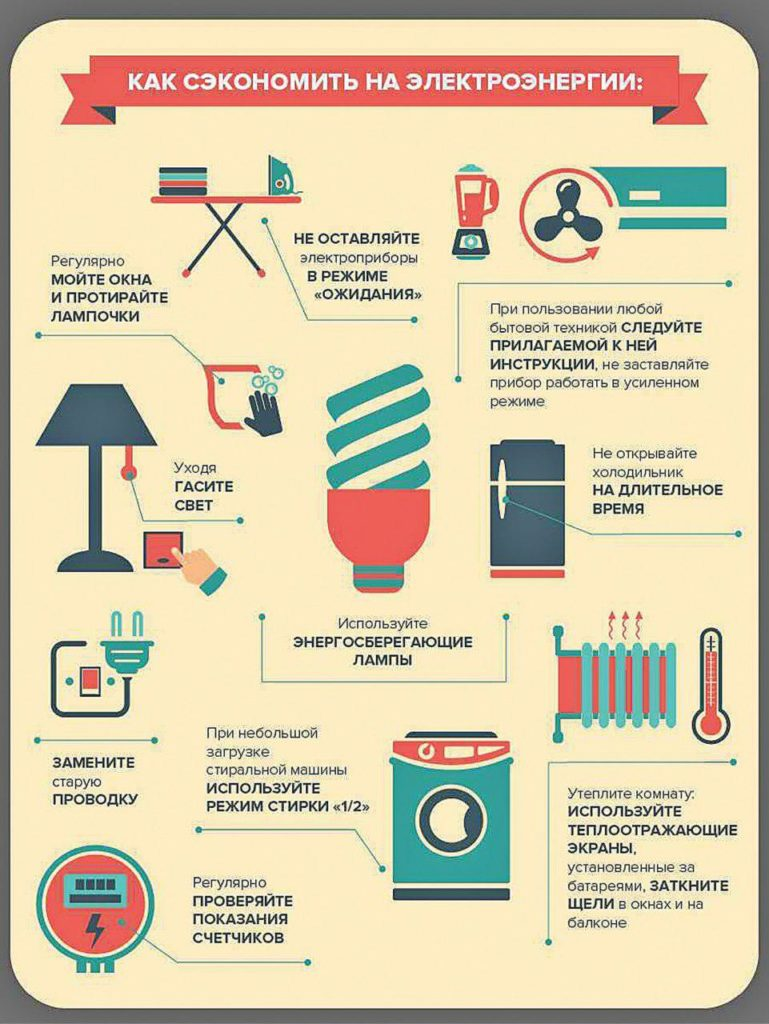 КАК СЭКОНОМИТЬ НА ЭЛЕКТРОЭНЕРГИИ:
НЕ ОСТАВЛЯЙТЕ
электроприборы
В РЕЖИМЕ
«ОЖИДАНИЯ»
Регулярно
МОЙТЕ ОКНА
И ПРОТИРАЙТЕ
ЛАМПОЧКИ
При пользовании любой
бытовой техникой СЛЕДУЙТЕ
ПРИЛАГАЕМОЙ К НЕЙ
ИНСТРУКЦИИ, не заставляйте
прибор работать в усиленном
режиме
Уходя
ГАСИТЕ
СВЕТ
Не открывайте
холодильник
НА ДЛИТЕЛЬНОЕ
ВРЕМЯ
Используйте
ЭНЕРГОСБЕРЕГАЮЩИЕ
ЛАМПЫ
ЗАМЕНИТЕ
старую
ПРОВОДКУ
При небольшой
загрузке
стиральной машины
ИСПОЛЬЗУЙТЕ
РЕЖИМ СТИРКИ «1/2»
Утеплите комнату:
ИСПОЛЬЗУЙТЕ
ТЕПЛООТРАЖАЮЩИЕ
ЭКРАНЫ,
установленные за
батареями, ЗАТКНИТЕ
ЩЕЛИ в окнах и на
балконе
Регулярно
ПРОВЕРЯЙТЕ
ПОКАЗАНИЯ
СЧЕТЧИКОВ